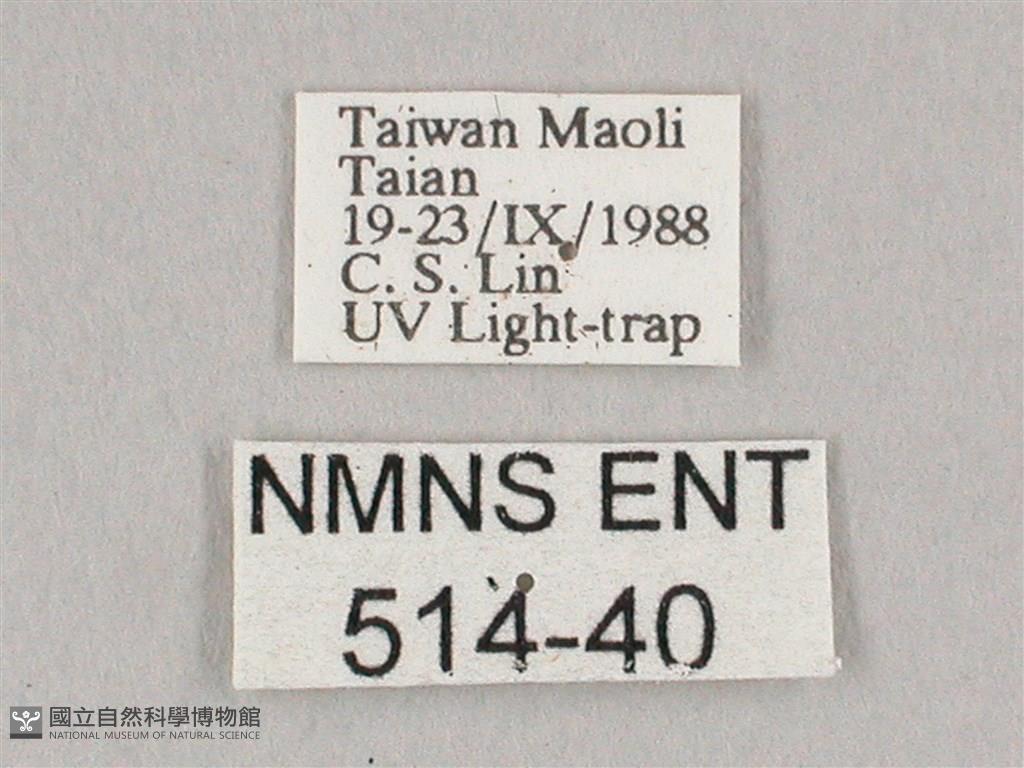 Taiwan Maoli
Taian
19-23/IX/1988
C. S. Lin
UV Light-trap
NMNS ENT
514-40
國立自然科學博物館
NATIONAL MUSEUM OF NATURAL SCIENCE